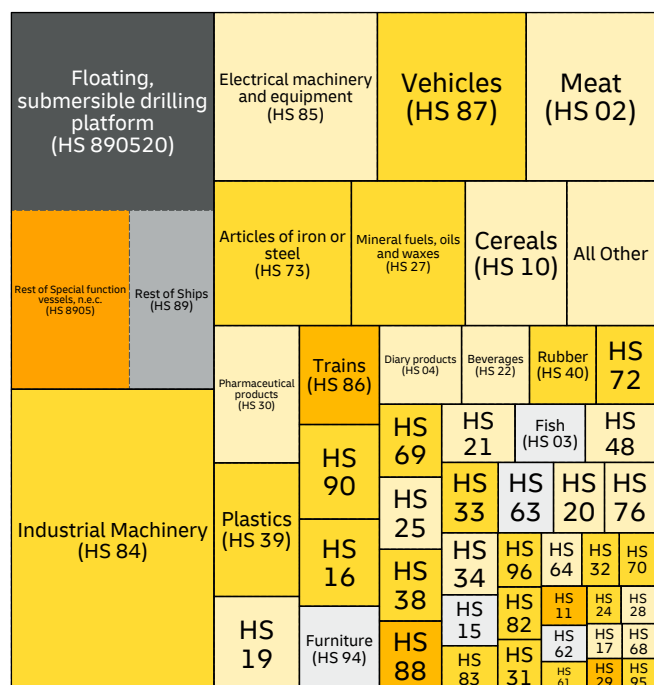 Floating,
submersible drilling
platform
(HS 890520)
Rest of Special function
vessels, n.e.c.
(HS 8905)
Rest of Ships
(HS 89)
Industrial Machinery
(HS 84)
Electrical machinery
and equipment
(HS 85)
Vehicles
(HS 87)
Meat
(HS 02)
Articles of iron or
steel
(HS 73)
Mineral fuels, oils
and waxes
(HS 27)
Cereals
(HS 10)
All Other
Pharmaceutical
products
(HS 30)
Plastics
(HS 39)
HS
19
Trains
(HS 86)
HS
90
HS
16
Furniture
(HS 94)
Diary products
(HS 04)
Beverages
(HS 22)
Rubber
(HS 40)
HS
72
HS
69
HS
25
HS
38
HS
88
HS
21
Fish
(HS 03)
HS
48
HS
33
HS
63
HS
20
HS
76
HS
34
HS
15
HS
83
HS
96
HS
82
HS
31
HS
64
HS
32
HS
70
HS
11
HS
24
HS
28
HS
62
HS
17
HS
68
HS
61
HS
29
HS
95